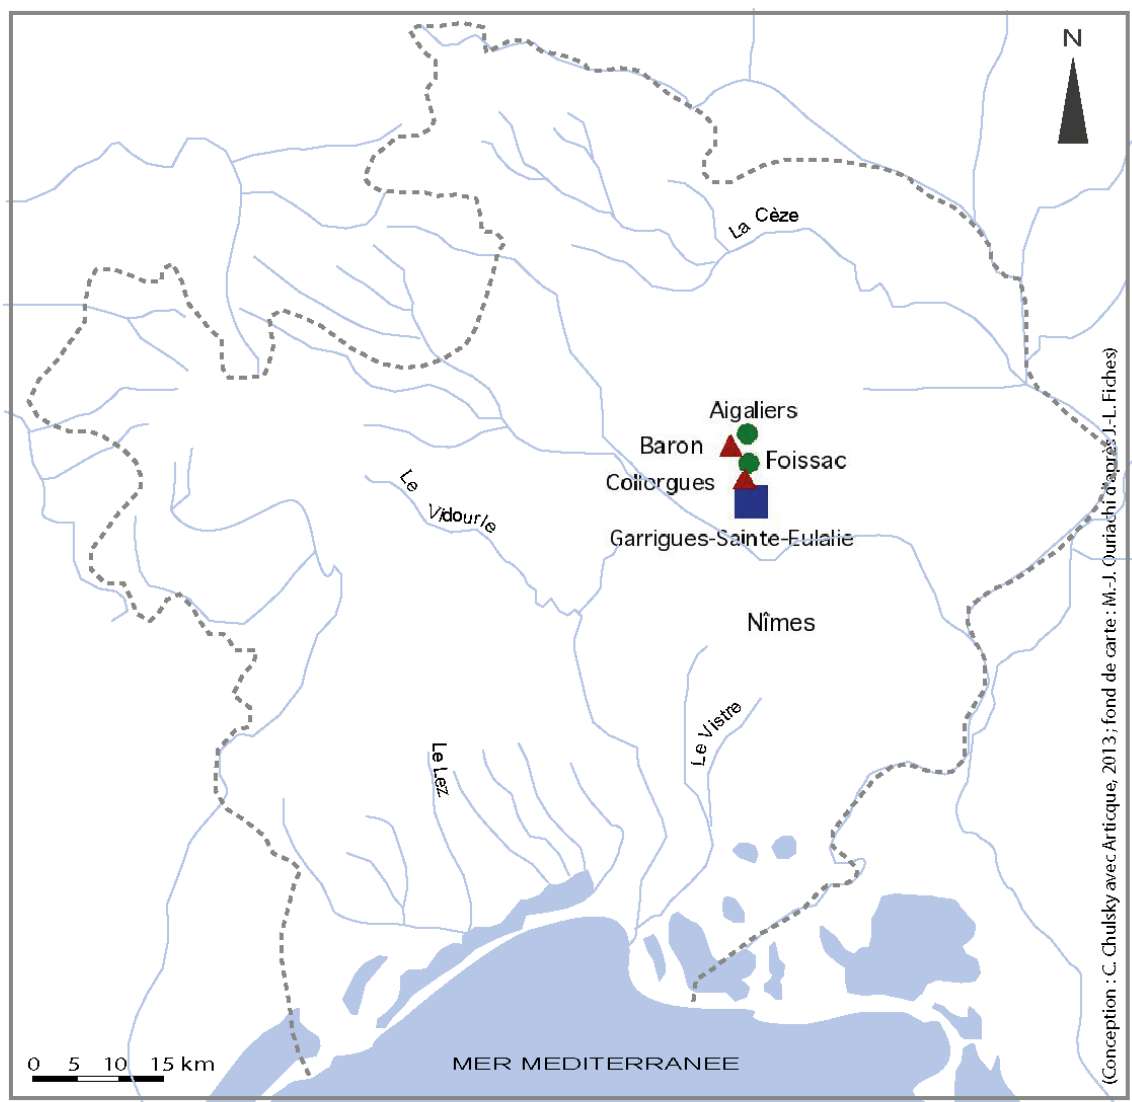 N
La Cèze
Aigaliers
Baron
Foissac
Collorgues
Garrigues-Sainte-Eulalie
Le Vidourle
Nîmes
Le Vistre
Le Lez
0 5 10 15 km
MER MEDITERRANEE
(Conception : C. Chulsky avec Articque, 2013 ; fond de carte : M.-J. Ouriachi d'après J.-L. Fiches)